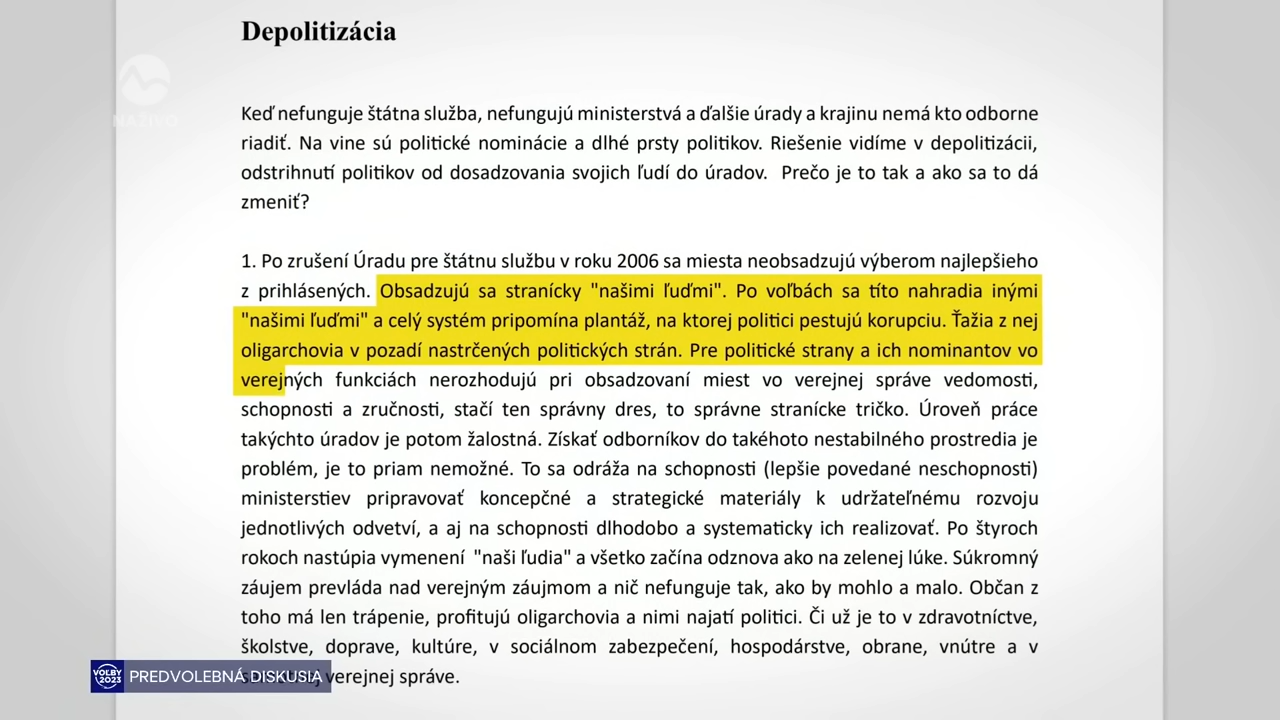 Depolitizácia
NAŽIVO
Keď nefunguje štátna služba, nefungujú ministerstvá a ďalšie úrady a krajinu nemá kto odborne
riadiť. Na vine sú politické nominácie a dlhé prsty politikov. Riešenie vidíme v depolitizácii,
odstrihnutí politikov od dosadzovania svojich ľudí do úradov. Prečo je to tak a ako sa to dá
zmeniť?
1. Po zrušení Úradu pre štátnu službu v roku 2006 sa miesta neobsadzujú výberom najlepšieho
z prihlásených. Obsadzujú sa stranícky "našimi ľuďmi". Po voľbách sa títo nahradia inými
"našimi ľuďmi" a celý systém pripomína plantáž, na ktorej politici pestujú korupciu. Ťažia z nej
oligarchovia v pozadí nastrčených politických strán. Pre politické strany a ich nominantov vo
verejných funkciách nerozhodujú pri obsadzovaní miest vo verejnej správe vedomosti,
schopnosti a zručnosti, stačí ten správny dres, to správne stranícke tričko. Úroveň práce
takýchto úradov je potom žalostná. Získať odborníkov do takéhoto nestabilného prostredia je
problém, je to priam nemožné. To sa odráža na schopnosti (lepšie povedané neschopnosti)
ministerstiev pripravovať koncepčné a strategické materiály k udržateľnému rozvoju
jednotlivých odvetví, a aj na schopnosti dlhodobo a systematicky ich realizovať. Po štyroch
rokoch nastúpia vymenení "naši ľudia" a všetko začína odznova ako na zelenej lúke. Súkromný
záujem prevláda nad verejným záujmom a nič nefunguje tak, ako by mohlo a malo. Občan z
toho má len trápenie, profitujú oligarchovia a nimi najatí politici. Či už je to v zdravotníctve,
školstve, doprave, kultúre, v sociálnom zabezpečení, hospodárstve, obrane, vnútre a v
verejnej správe.
VOĽBY
2023
PREDVOLEBNÁ DISKUSIA